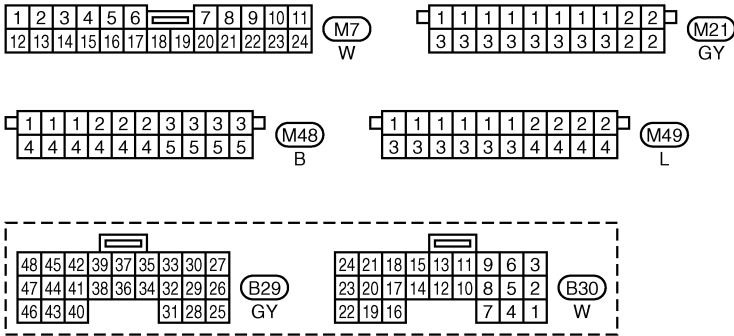 1 2 3 4 5 6 7 8 9 10 11
12 13 14 15 16 17 18 19 20 21 22 23 24
M7
W
1 1 1 1 1 1 1 1 2 2
3 3 3 3 3 3 3 3 2 2
M21
GY
1 1 1 2 2 2 3 3 3 3
4 4 4 4 4 4 5 5 5 5
M48
B
1 1 1 1 1 1 2 2 2 2
3 3 3 3 3 3 4 4 4 4
M49
L
48 45 42 39 37 35 33 30 27
47 44 41 38 36 34 32 29 26
46 43 40 31 28 25
B29
GY
24 21 18 15 13 11 9 6 3
23 20 17 14 12 10 8 5 2
22 19 16 7 4 1
B30
W